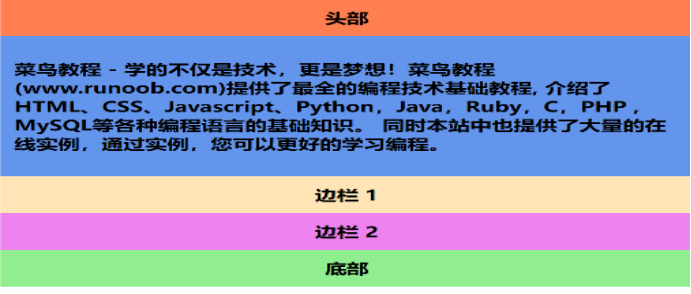 头部
菜鸟教程 - 学的不仅是技术，更是梦想！菜鸟教程
(www.runoob.com)提供了最全的编程技术基础教程, 介绍了
HTML、CSS、Javascript、Python，Java，Ruby，C，PHP ,
MySQL等各种编程语言的基础知识。 同时本站中也提供了大量的在
线实例，通过实例，您可以更好的学习编程。
边栏 1
边栏 2
底部